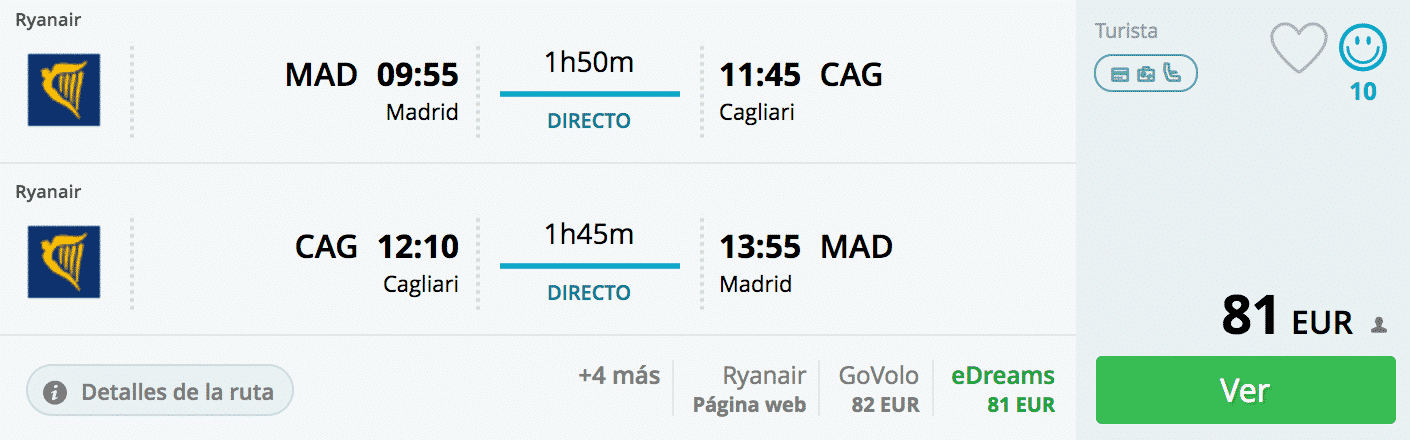 Ryanair
MAD 09:55
Madrid
1h50m
DIRECTO
11:45 CAG
Cagliari
Ryanair
CAG 12:10
Cagliari
1h45m
DIRECTO
13:55 MAD
Madrid
Detalles de la ruta
+4 más
Ryanair
Página web
GoVolo
82 EUR
eDreams
81 EUR
Turista
10
81 EUR
Ver